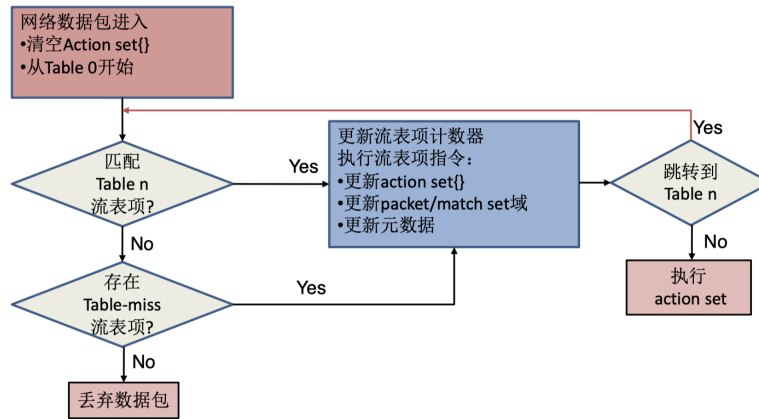 网络数据包进入
•清空Action set{}
•从Table 0开始
匹配
Table n
流表项?
Yes
更新流表项计数器
执行流表项指令：
•更新action set{}
•更新packet/match set域
•更新元数据
Yes
跳转到
Table n
No
No
存在
Table-miss
流表项?
Yes
执行
action set
No
丢弃数据包